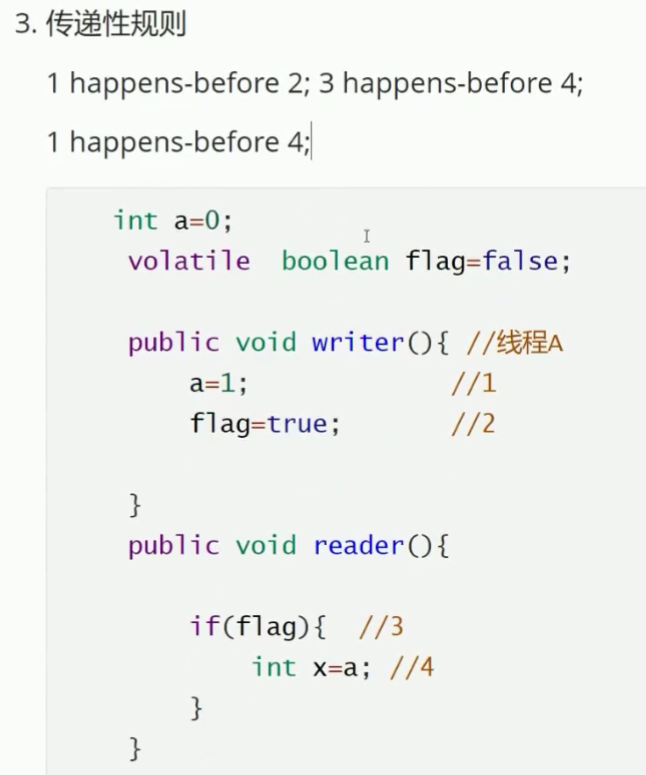 3. 传递性规则
1 happens-before 2; 3 happens-before 4;
1 happens-before 4;
int a=0;
volatile  boolean flag=false;
public void writer(){ //线程A
a=1; //1
flag=true; //2
}
public void reader(){
if(flag){  //3
int x=a; //4
}
}